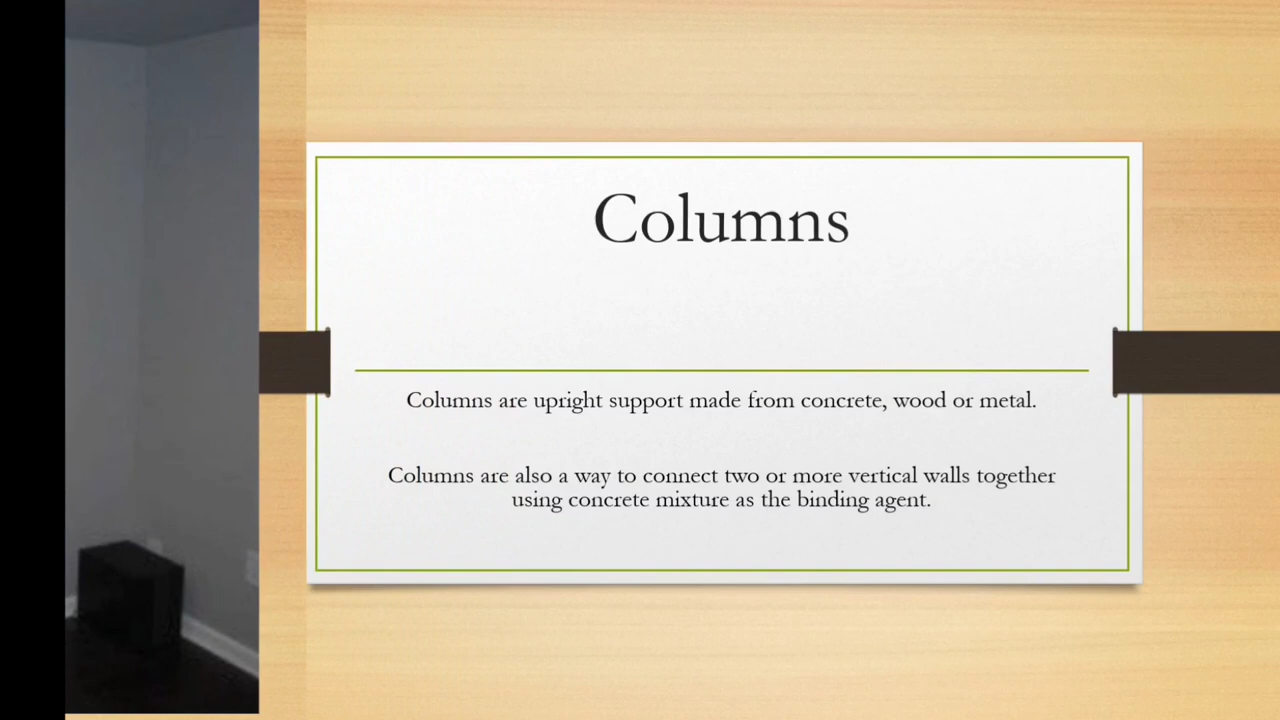 Columns
Columns are upright support made from concrete, wood or metal.
Columns are also a way to connect two or more vertical walls together
using concrete mixture as the binding agent.